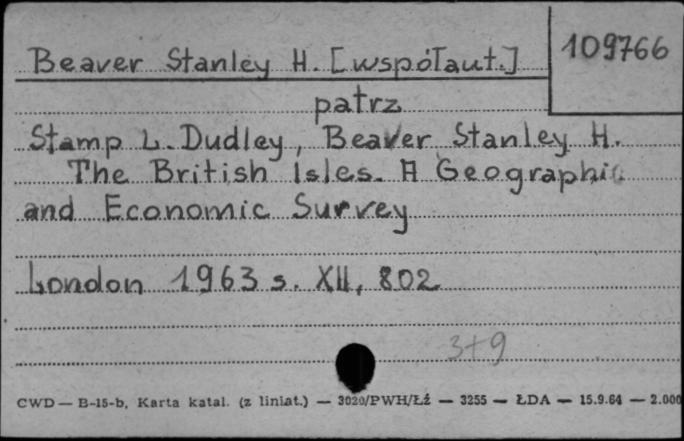 109766
Beaver Stanley H. [współaut.]
patrz
Stamp L. Dudley, Beaver Stanley H.
The British Isles. A Geographic
and Economic Survey
London 1963 s. XII, 802
3+9
CWD — B-15-b, Karta katal. (z liniat.) — 3020/PWH/Łź — 3255 — ŁDA — 15.9.64 — 2.000